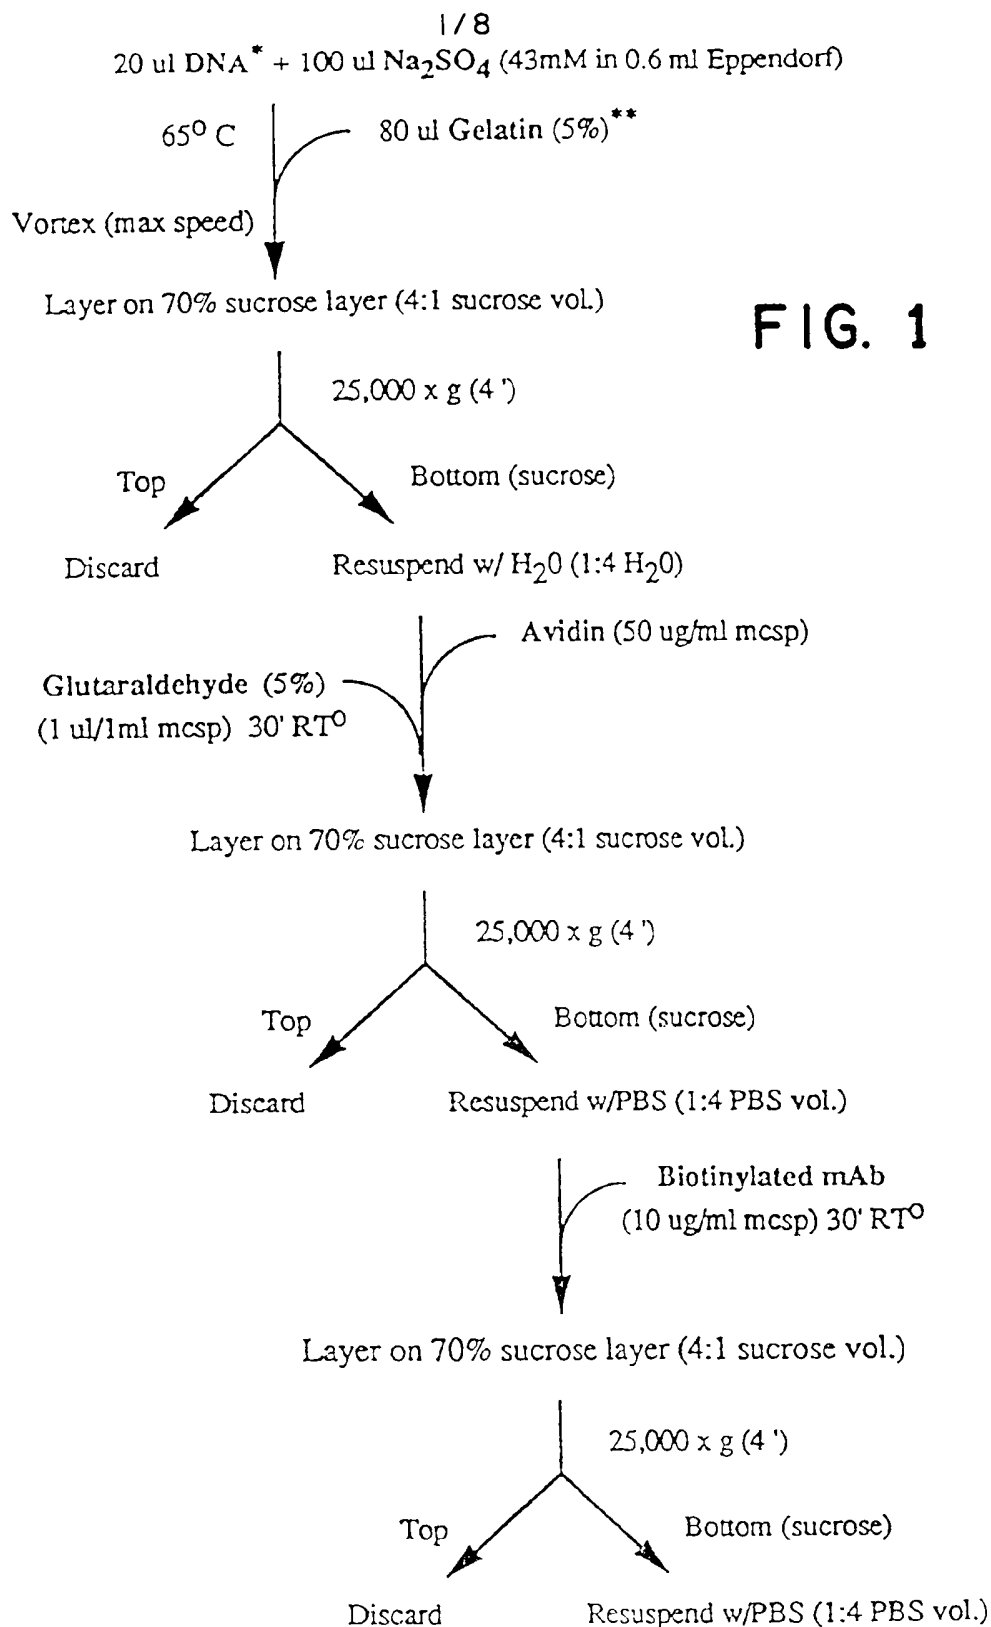 1/8
20 ul DNA* + 100 ul Na₂SO₄ (43mM in 0.6 ml Eppendorf)
65⁰ C
80 ul Gelatin (5%)**
Vortex (max speed)
Layer on 70% sucrose layer (4:1 sucrose vol.)
FIG. 1
25,000 x g (4 ')
Top
Bottom (sucrose)
Discard
Resuspend w/ H₂0 (1:4 H₂0)
Avidin (50 ug/ml mcsp)
Glutaraldehyde (5%)
(1 ul/1ml mcsp) 30' RT⁰
Layer on 70% sucrose layer (4:1 sucrose vol.)
25,000 x g (4 ')
Top
Bottom (sucrose)
Discard
Resuspend w/PBS (1:4 PBS vol.)
Biotinylated mAb
(10 ug/ml mcsp) 30' RT⁰
Layer on 70% sucrose layer (4:1 sucrose vol.)
25,000 x g (4 ')
Top
Bottom (sucrose)
Discard
Resuspend w/PBS (1:4 PBS vol.)